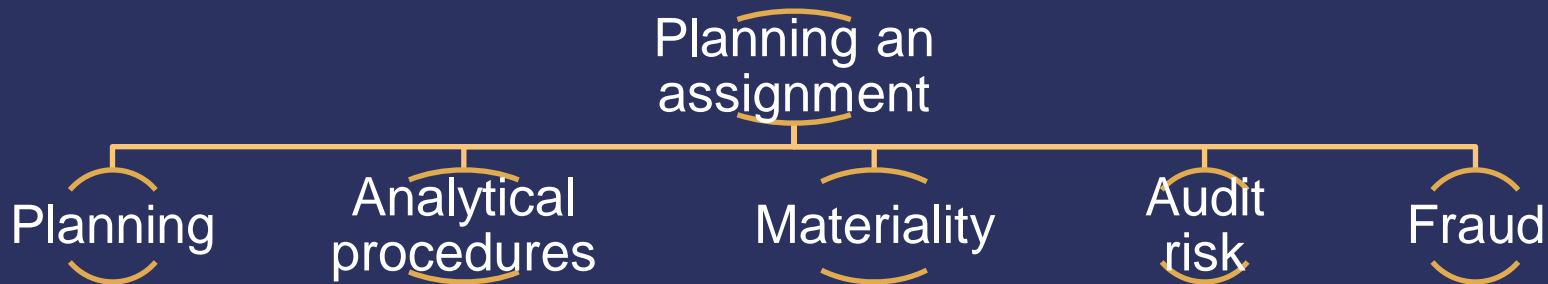 Planning an
assignment
Planning
Analytical
procedures
Materiality
Audit
risk
Fraud